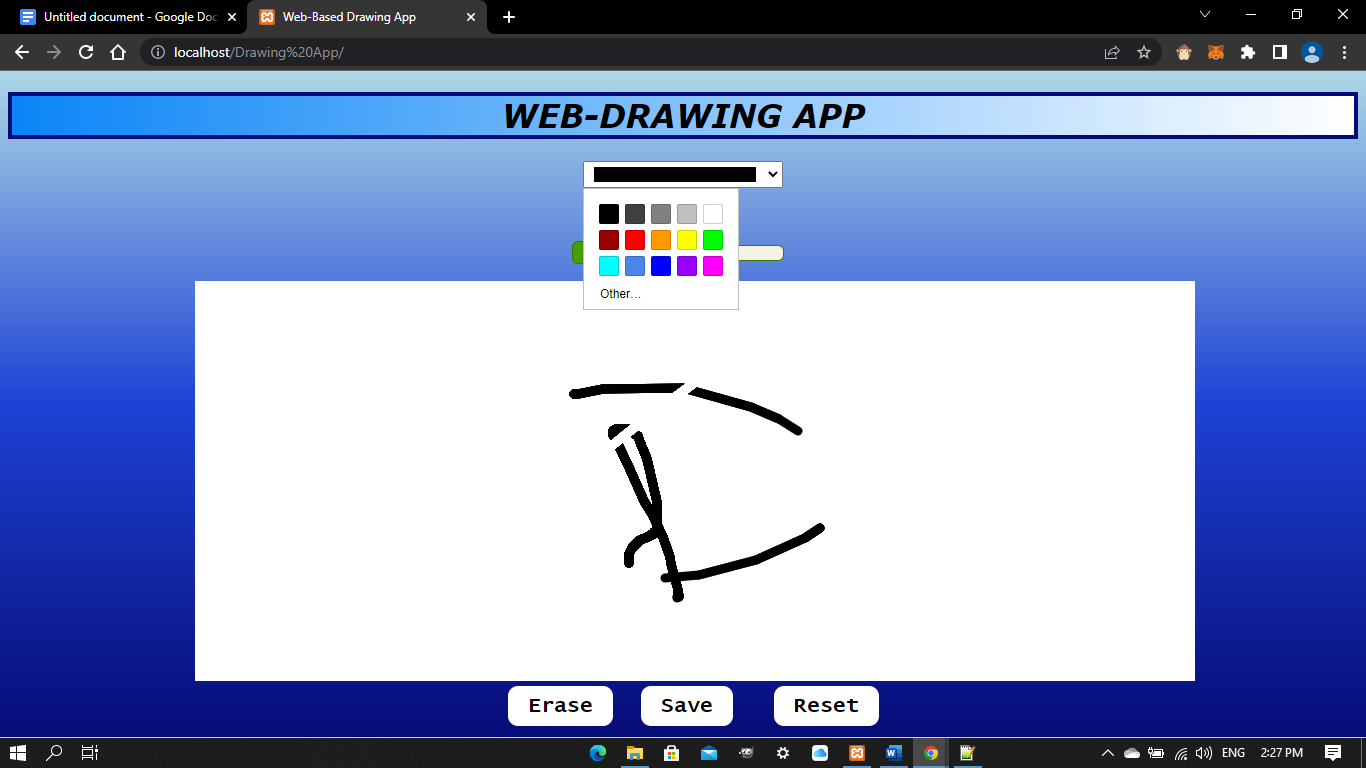 Untitled document - Google Doc
Web-Based Drawing App
localhost/Drawing%20App/
WEB-DRAWING APP
Other...
Erase
Save
Reset
ENG
2:27 PM